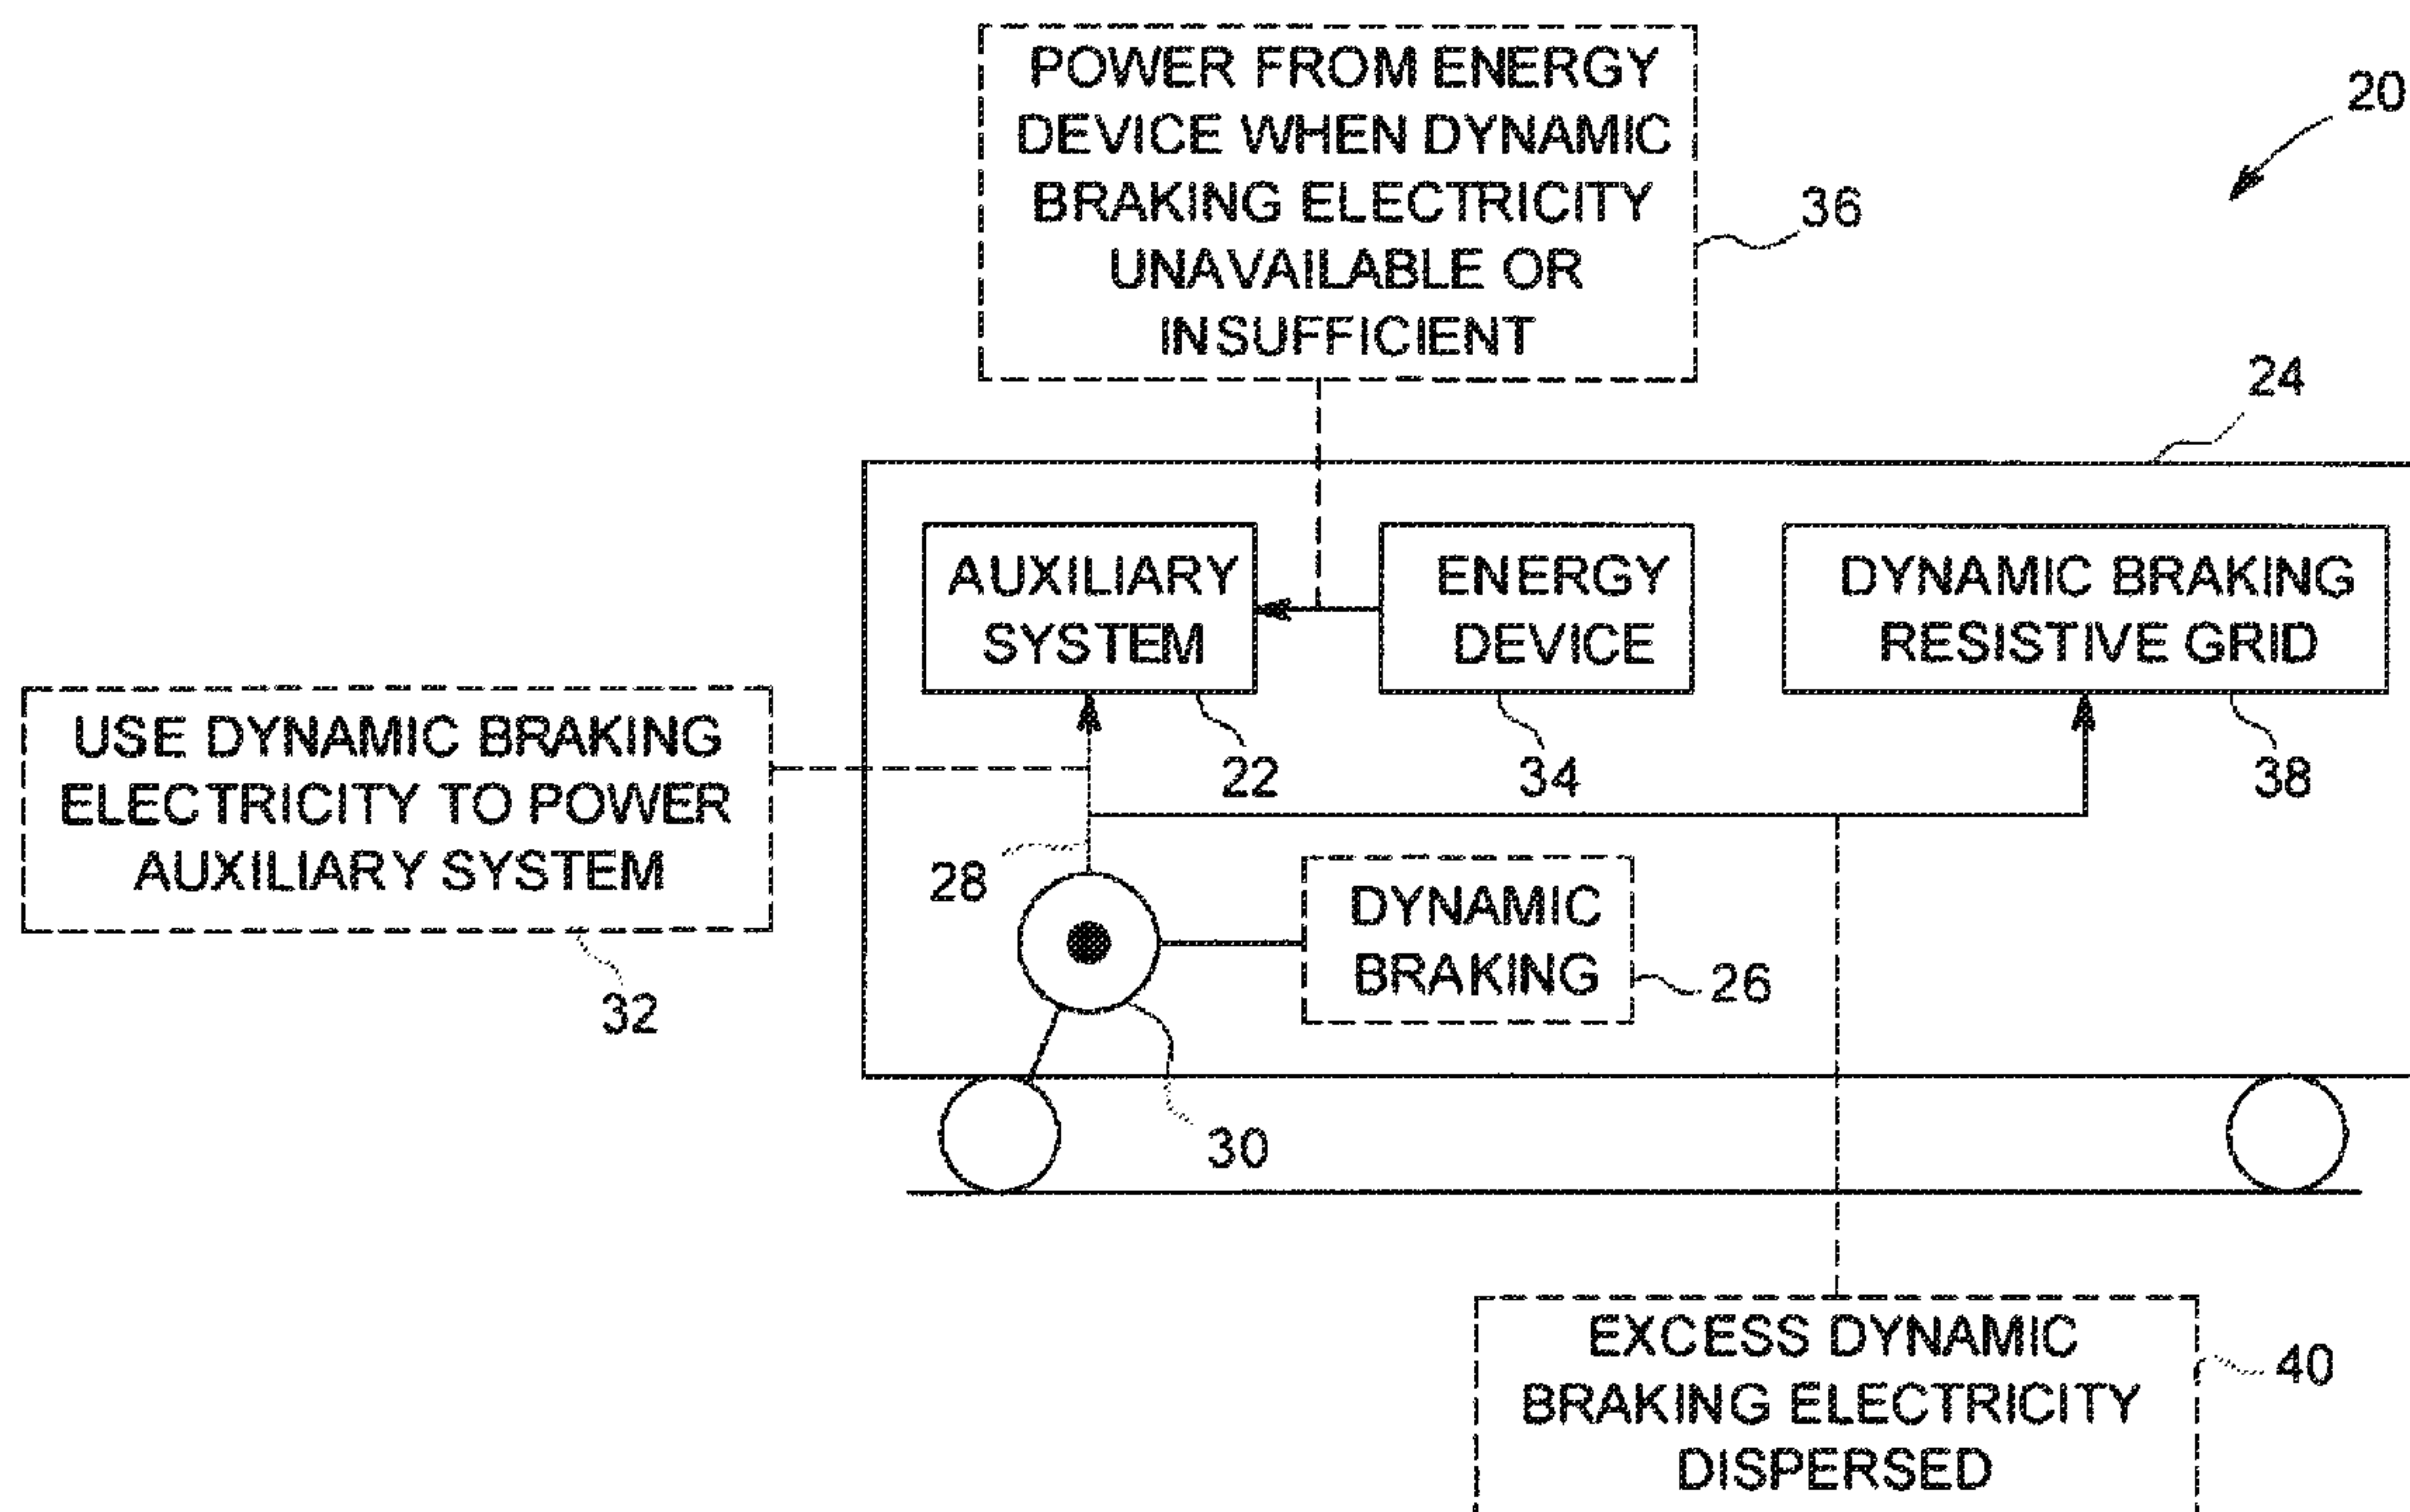 POWER FROM ENERGY
DEVICE WHEN DYNAMIC
BRAKING ELECTRICITY
UNAVAILABLE OR
INSUFFICIENT
20
36
24
AUXILIARY
SYSTEM
ENERGY
DEVICE
DYNAMIC BRAKING
RESISTIVE GRID
22
34
38
USE DYNAMIC BRAKING
ELECTRICITY TO POWER
AUXILIARY SYSTEM
32
28
DYNAMIC
BRAKING
26
30
EXCESS DYNAMIC
BRAKING ELECTRICITY
DISPERSED
40